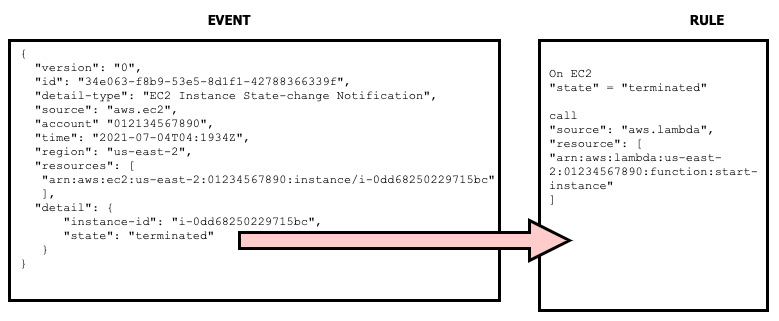 EVENT
{
"version": "0",
"id": "34e063-f8b9-53e5-8d1f1-42788366339f",
"detail-type": "EC2 Instance State-change Notification",
"source": "aws.ec2",
"account" "012134567890",
"time": "2021-07-04T04:1934Z",
"region": "us-east-2",
"resources": [
"arn:aws:ec2:us-east-2:01234567890:instance/i-0dd68250229715bc"
],
"detail": {
"instance-id": "i-0dd68250229715bc",
"state": "terminated"
}
}
RULE
On EC2
"state" = "terminated"
call
"source": "aws.lambda",
"resource": [
"arn:aws:lambda:us-east-
2:01234567890:function:start-
instance"
]